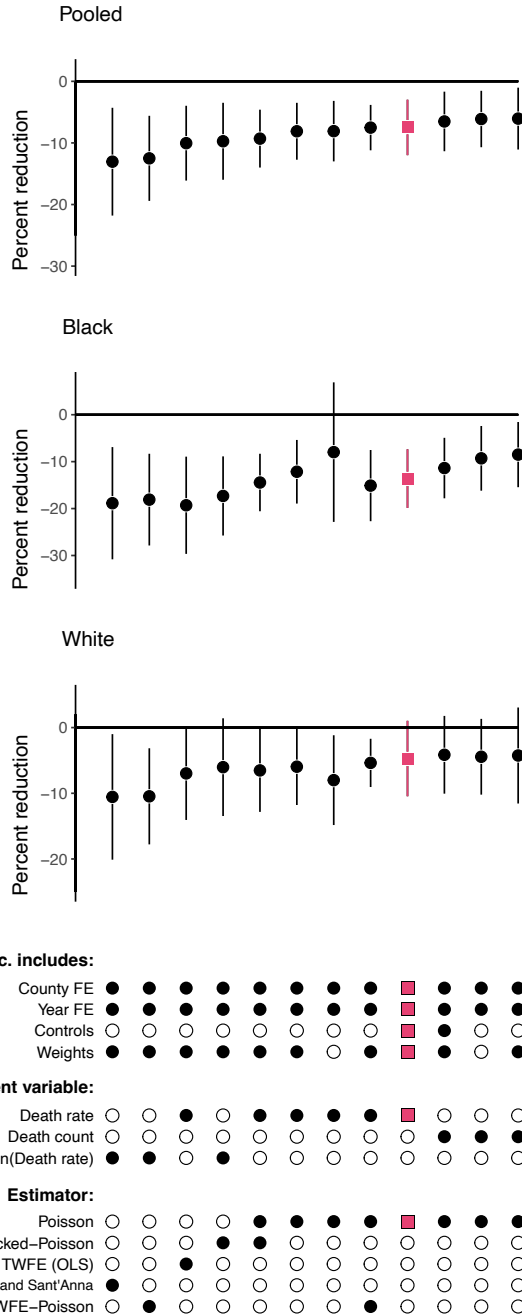 Pooled
0
−10
−20
−30
Percent reduction
Black
0
−10
−20
−30
Percent reduction
White
0
−10
−20
Percent reduction
c. includes:
County FE
Year FE
Controls
Weights
ent variable:
Death rate
Death count
n(Death rate)
Estimator:
Poisson
cked−Poisson
TWFE (OLS)
and Sant'Anna
WFE−Poisson